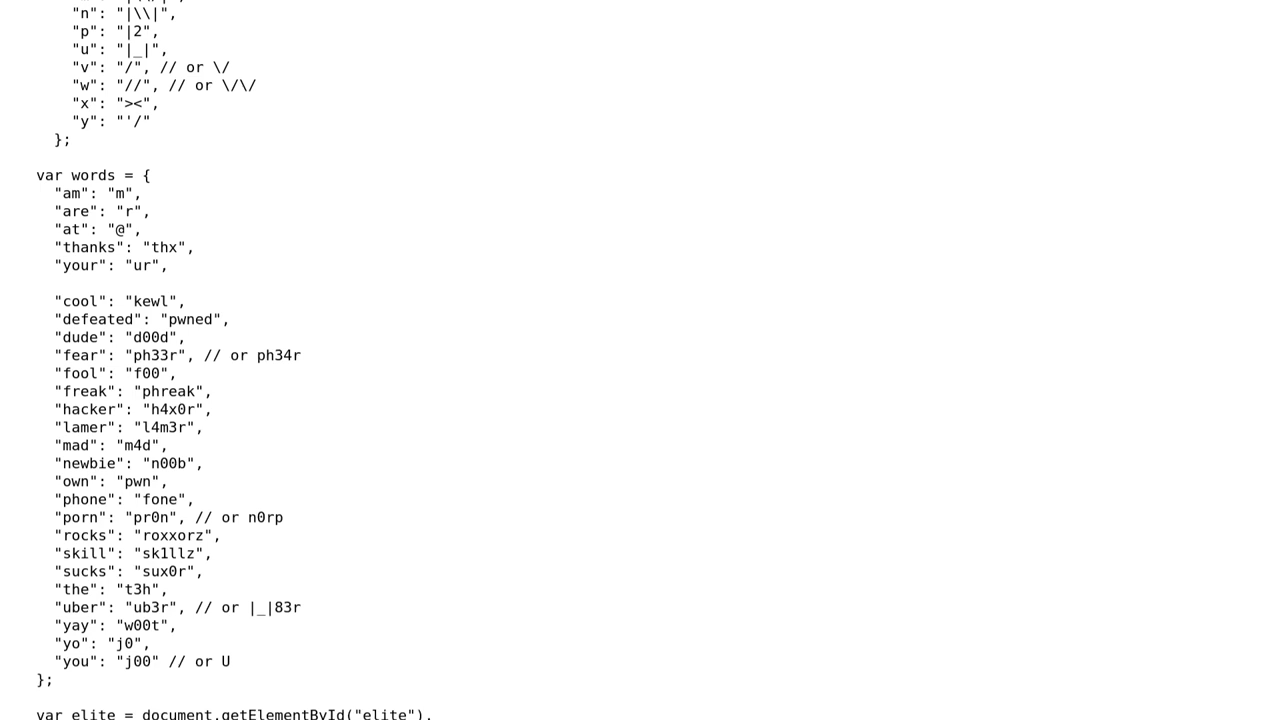 "n": "|\\|",
"p": "|2",
"u": "|_|",
"v": "/", // or \/
"w": "//", // or \/\/
"x": "><",
"y": "'/"
};
var words = {
"am": "m",
"are": "r",
"at": "@",
"thanks": "thx",
"your": "ur",
"cool": "kewl",
"defeated": "pwned",
"dude": "d00d",
"fear": "ph33r", // or ph34r
"fool": "f00",
"freak": "phreak",
"hacker": "h4x0r",
"lamer": "l4m3r",
"mad": "m4d",
"newbie": "n00b",
"own": "pwn",
"phone": "fone",
"porn": "pr0n", // or n0rp
"rocks": "roxxorz",
"skill": "sk1llz",
"sucks": "sux0r",
"the": "t3h",
"uber": "ub3r", // or |_|83r
"yay": "w00t",
"yo": "j0",
"you": "j00" // or U
};
var elite = document.getElementById("elite"),